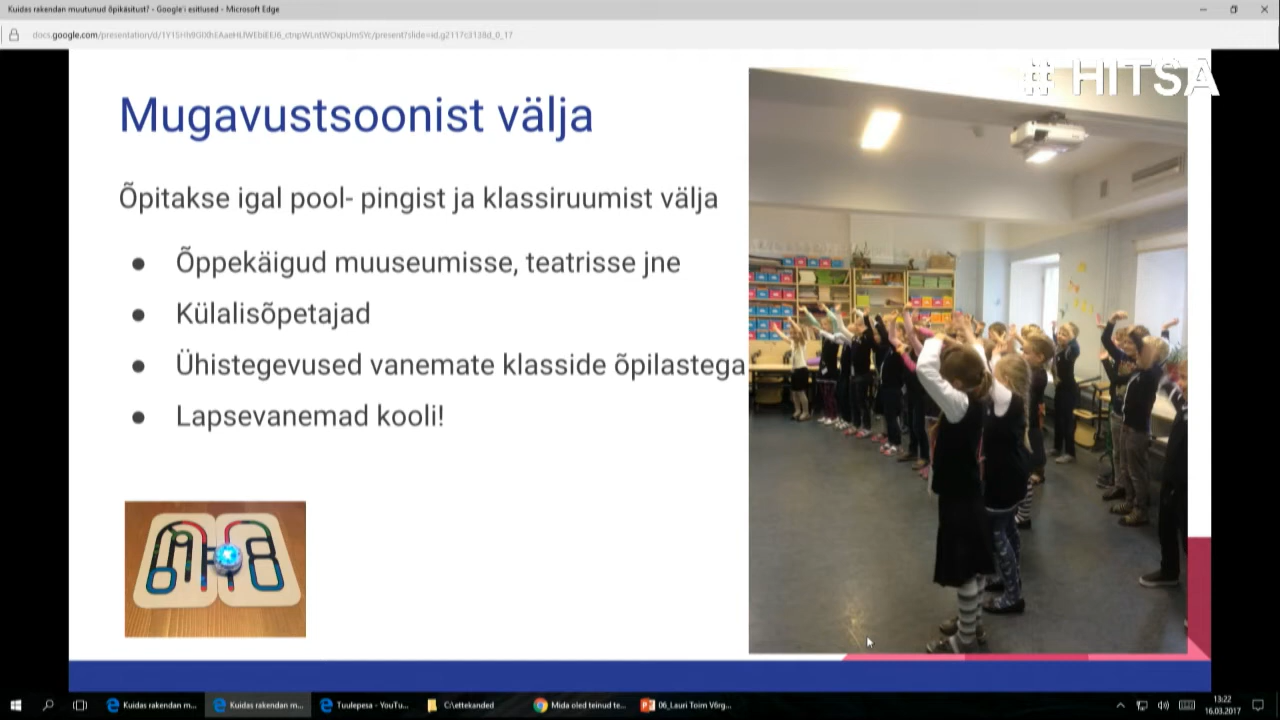 Kuidas rakendan muutunud õpikäsitust? - Google'i esitlused - Microsoft Edge
# HITSA
Mugavustsoonist välja
Õpitakse igal pool- pingist ja klassiruumist välja
● Õppekäigud muuseumisse, teatrisse jne
● Külalisõpetajad
● Ühistegevused vanemate klasside õpilastega
● Lapsevanemad kooli!
Kuidas rakendan m...
Kuidas rakendan m...
Tuulepesa - YouTu...
C:\ettekanded
Mida oled teinud te...
06_Lauri Toim Võrg...
13:22
16.03.2017